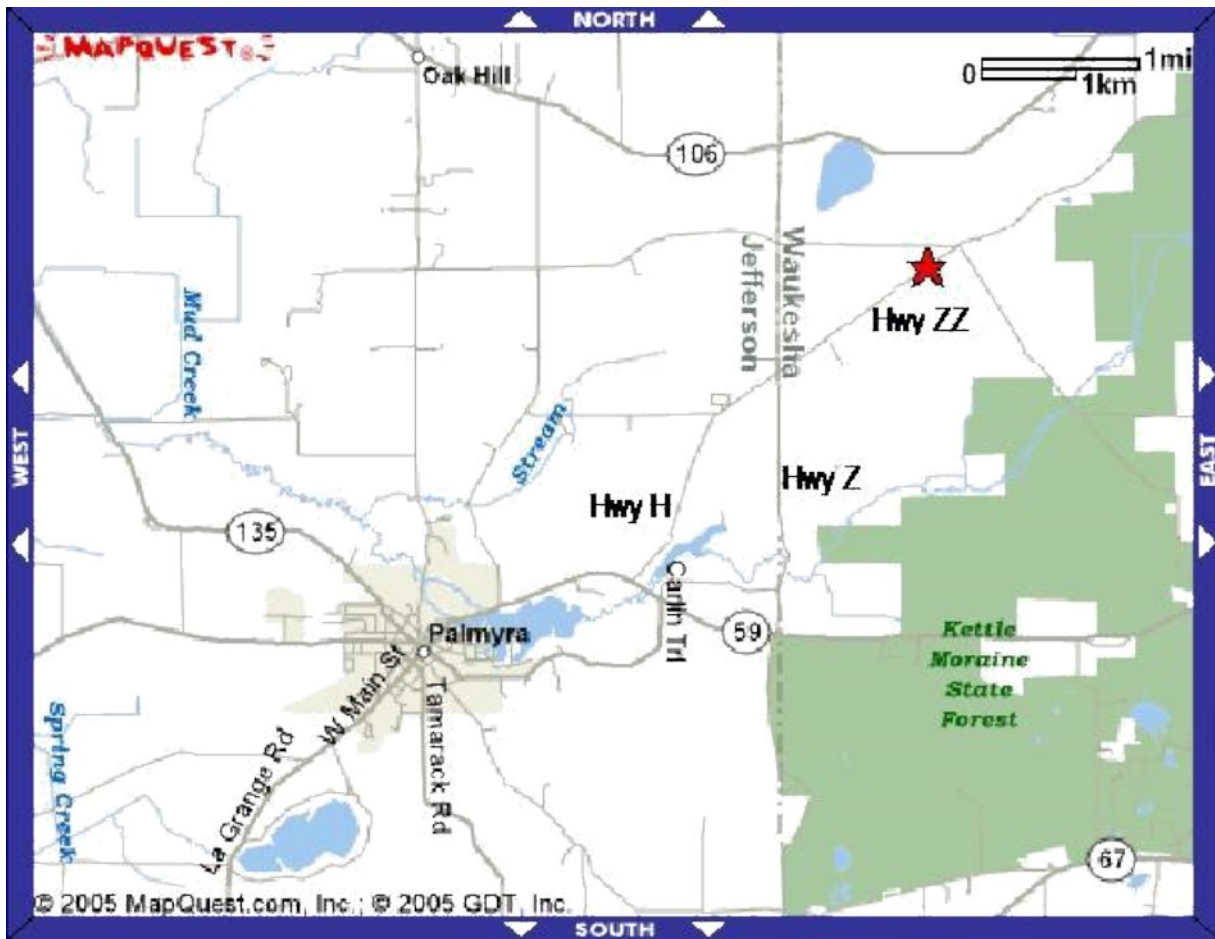 NORTH
MAPQUEST®
Oak Hill
0
1mi
1km
106
Jefferson
Waukesha
Hwy ZZ
Mud Creek
Stream
WEST
EAST
Hwy Z
Hwy H
135
Carlin Trl
59
Palmyra
Kettle
Moraine
State
Forest
W Main St
Tamarack Rd
La Grange Rd
Spring Creek
67
© 2005 MapQuest.com, Inc.; © 2005 GDT, Inc.
SOUTH